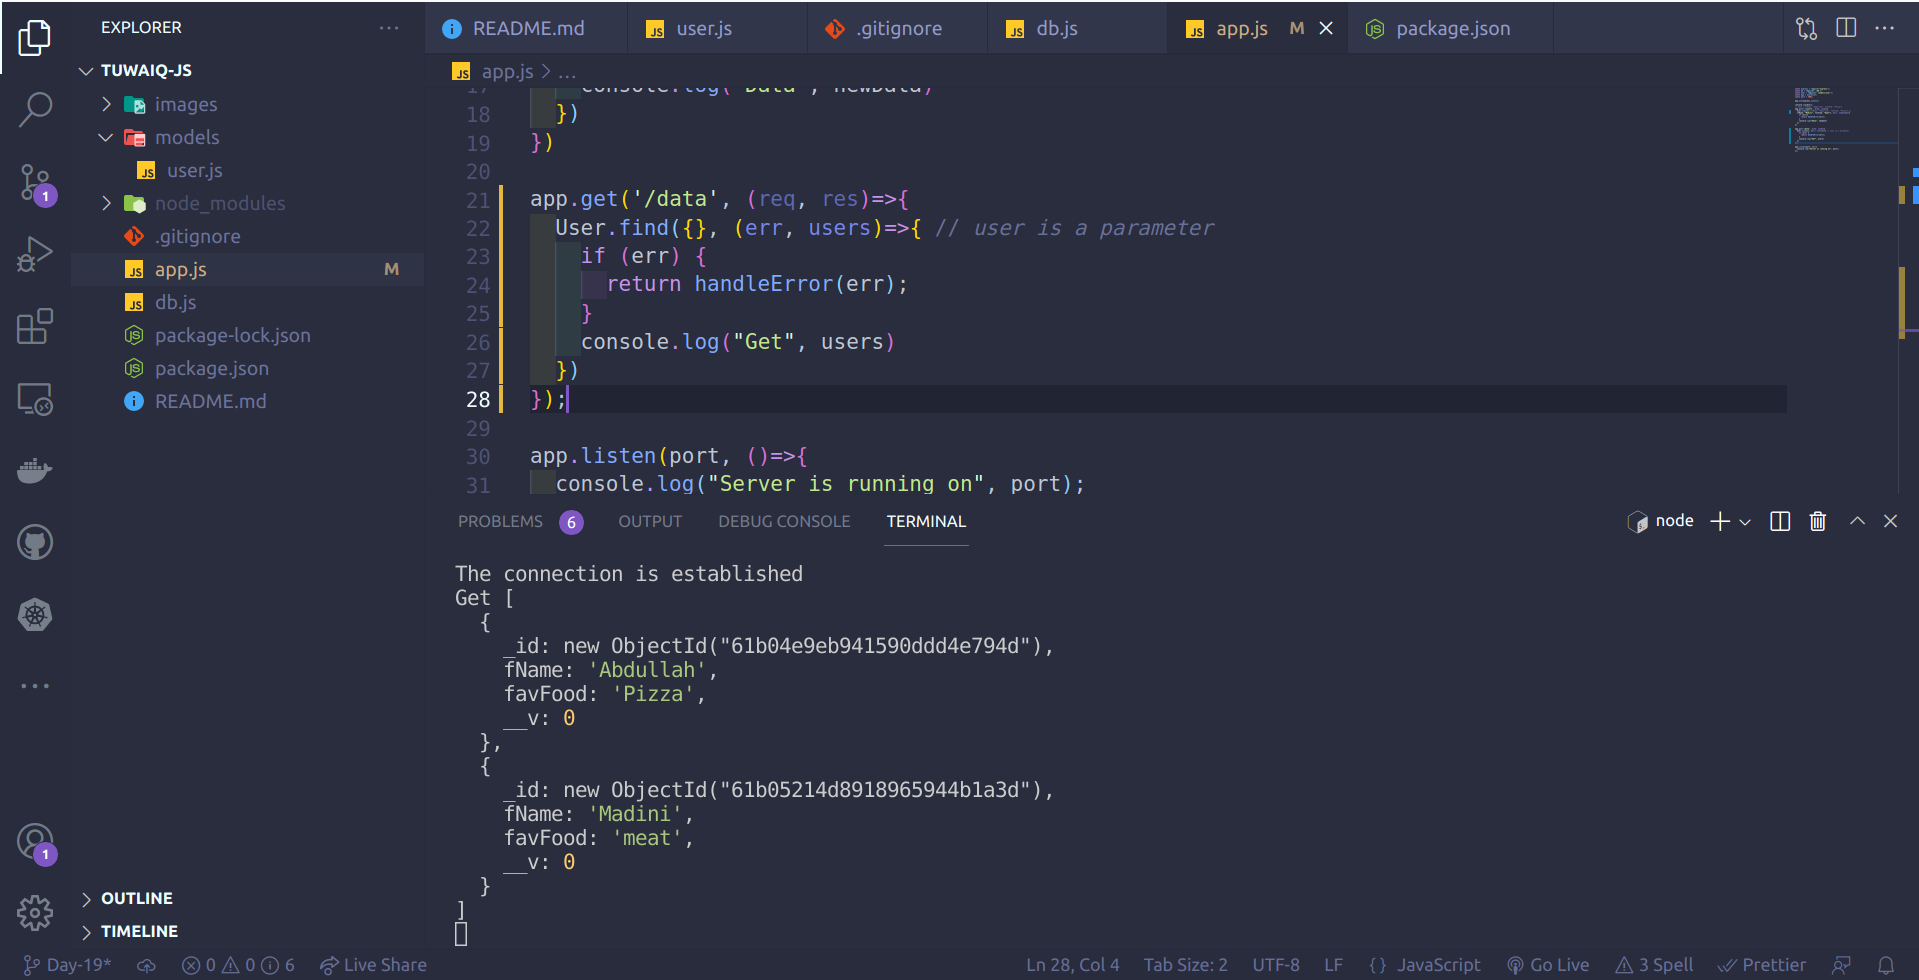 EXPLORER
TUWAIQ-JS
images
models
user.js
node_modules
.gitignore
app.js M
db.js
package-lock.json
package.json
README.md
OUTLINE
TIMELINE
1
1
README.md
user.js
.gitignore
db.js
app.js M
package.json
app.js > ...
17 console.log("Data", newData)
18 })
19 })
20
21 app.get('/data', (req, res)=>{
22 User.find({}, (err, users)=>{ // user is a parameter
23 if (err) {
24 return handleError(err);
25 }
26 console.log("Get", users)
27 })
28 });
29
30 app.listen(port, ()=>{
31 console.log("Server is running on", port);
PROBLEMS 6 OUTPUT DEBUG CONSOLE TERMINAL
node
The connection is established
Get [
{
_id: new ObjectId("61b04e9eb941590ddd4e794d"),
fName: 'Abdullah',
favFood: 'Pizza',
__v: 0
},
{
_id: new ObjectId("61b05214d8918965944b1a3d"),
fName: 'Madini',
favFood: 'meat',
__v: 0
}
]
Day-19* 0 0 6 Live Share
Ln 28, Col 4 Tab Size: 2 UTF-8 LF {} JavaScript Go Live 3 Spell Prettier